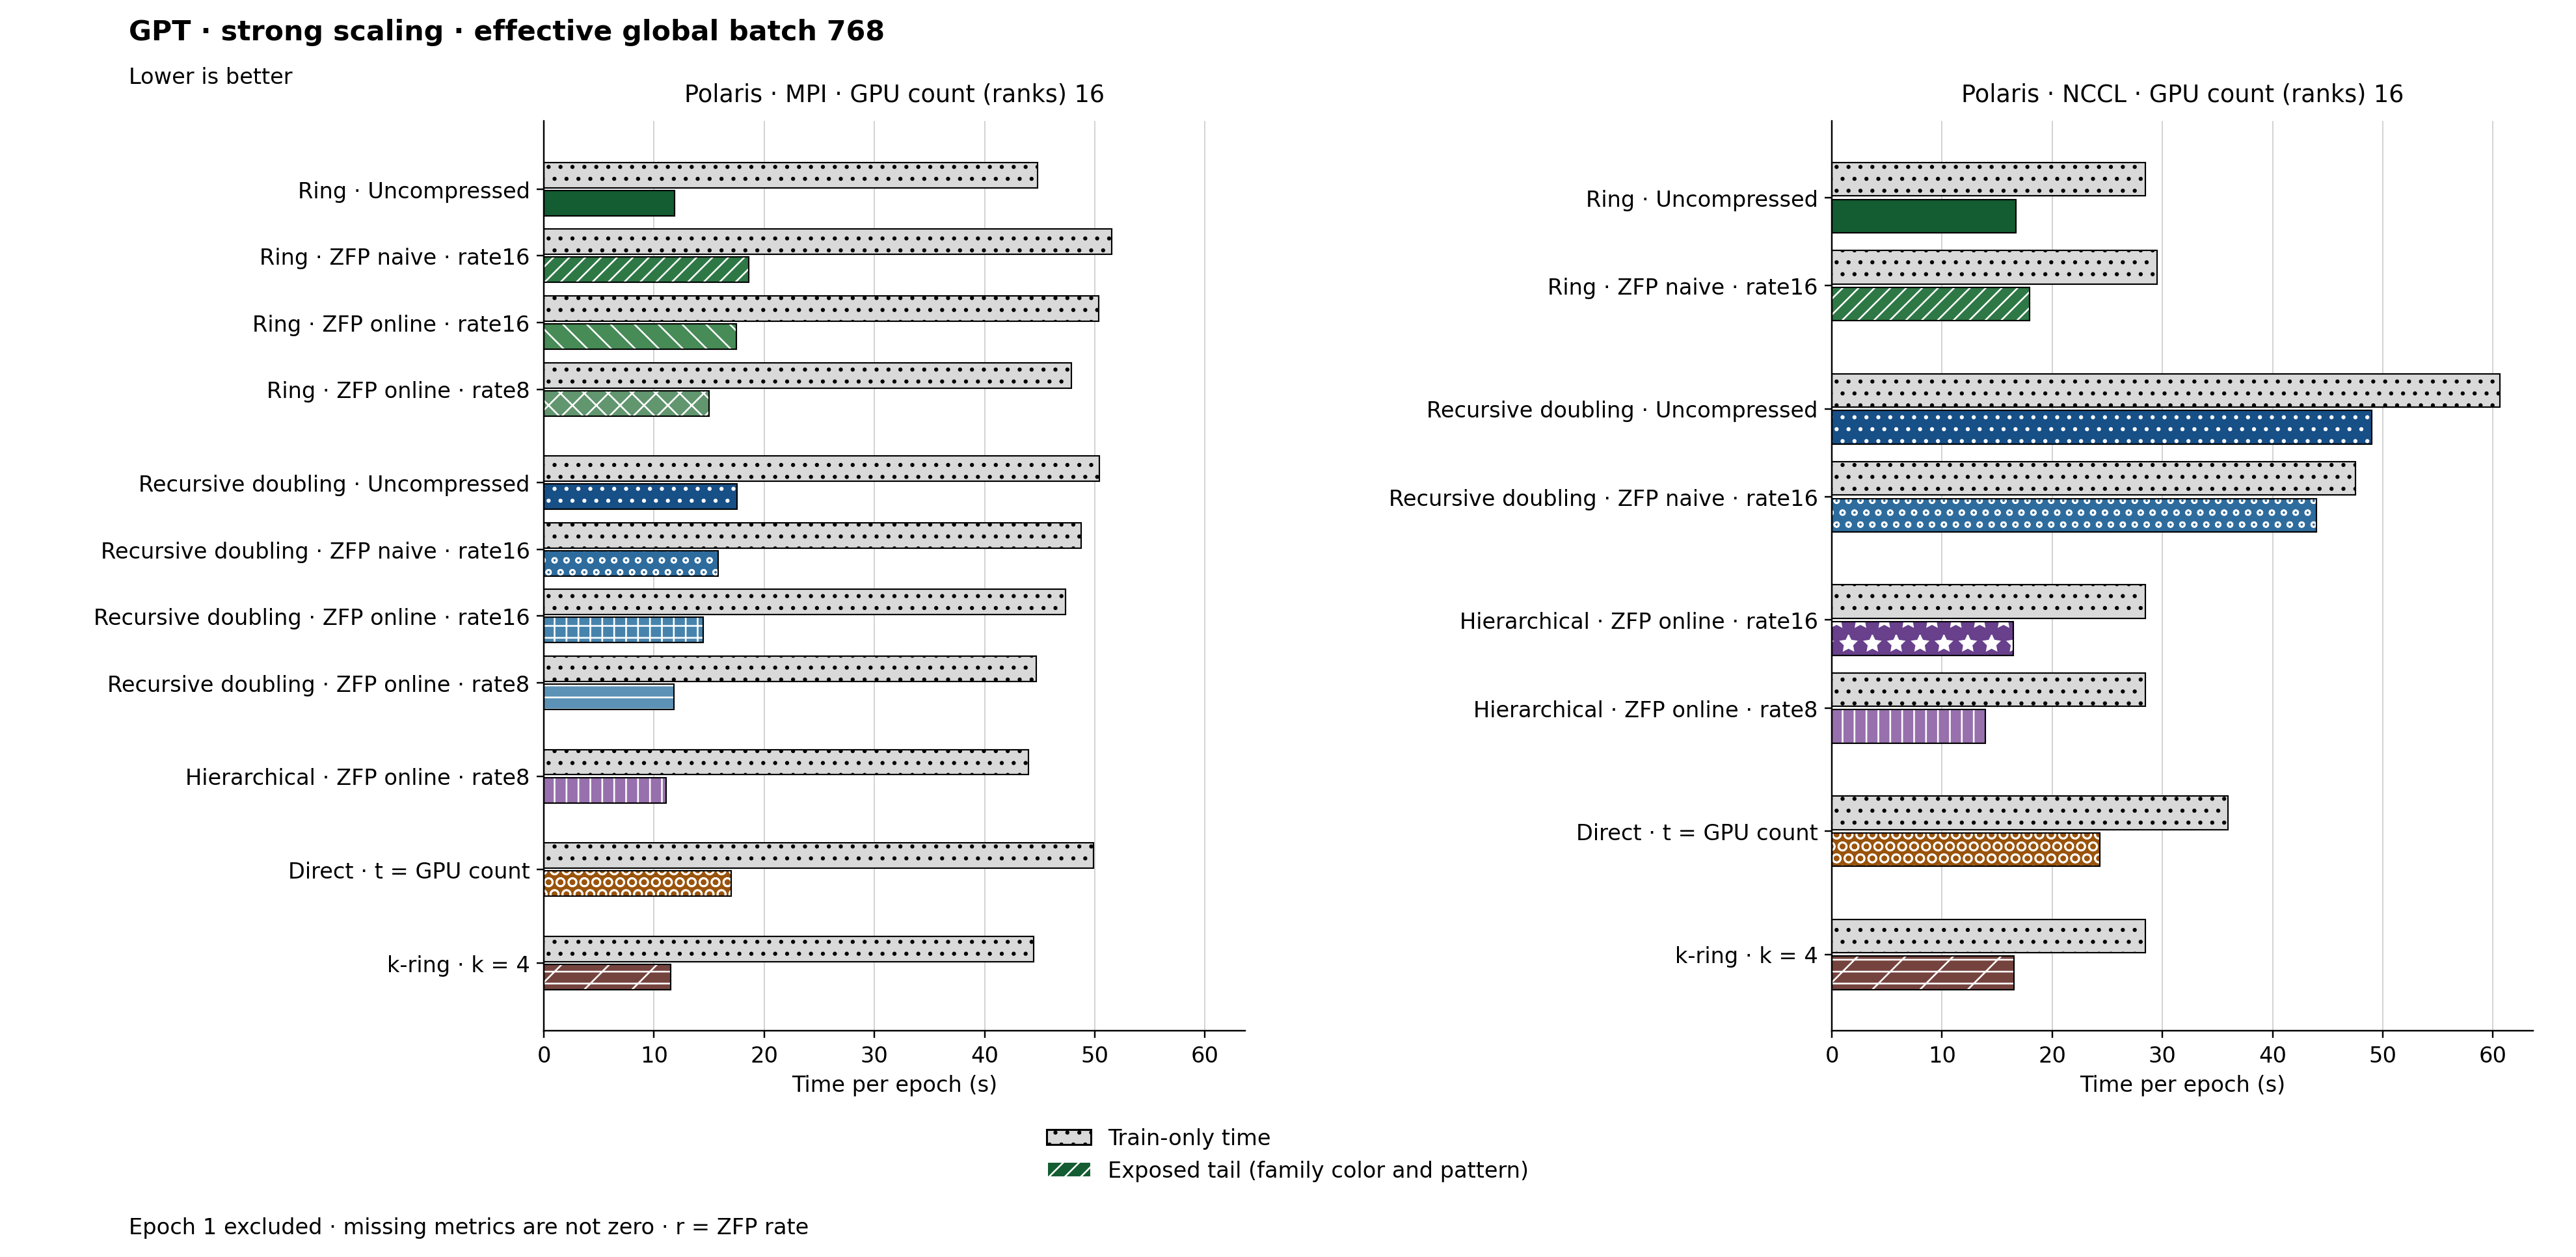 GPT · strong scaling · effective global batch 768
Lower is better
Polaris · MPI · GPU count (ranks) 16
Ring · Uncompressed
Ring · ZFP naive · rate16
Ring · ZFP online · rate16
Ring · ZFP online · rate8
Recursive doubling · Uncompressed
Recursive doubling · ZFP naive · rate16
Recursive doubling · ZFP online · rate16
Recursive doubling · ZFP online · rate8
Hierarchical · ZFP online · rate8
Direct · t = GPU count
k-ring · k = 4
0 10 20 30 40 50 60
Time per epoch (s)
Polaris · NCCL · GPU count (ranks) 16
Ring · Uncompressed
Ring · ZFP naive · rate16
Recursive doubling · Uncompressed
Recursive doubling · ZFP naive · rate16
Hierarchical · ZFP online · rate16
Hierarchical · ZFP online · rate8
Direct · t = GPU count
k-ring · k = 4
0 10 20 30 40 50 60
Time per epoch (s)
Train-only time
Exposed tail (family color and pattern)
Epoch 1 excluded · missing metrics are not zero · r = ZFP rate